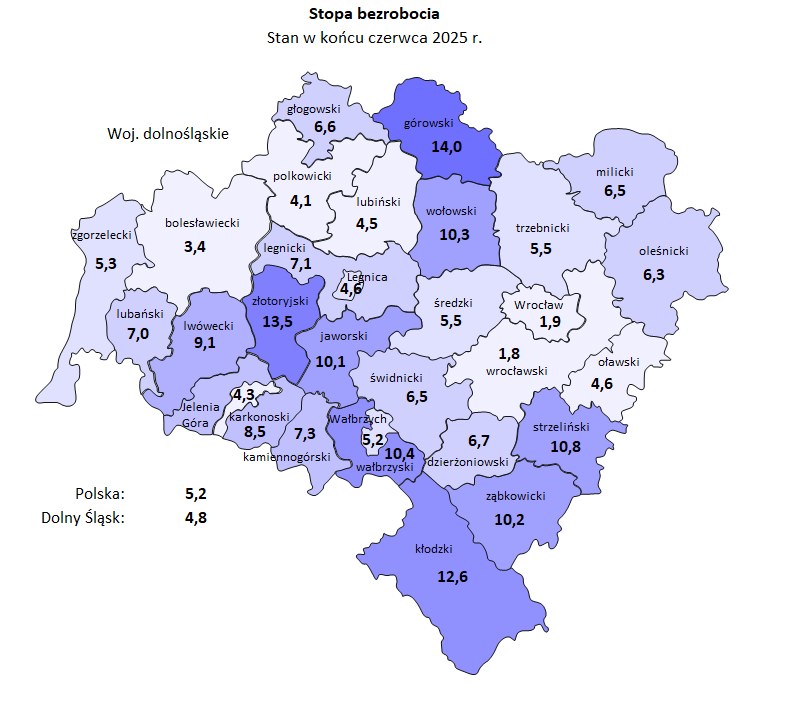 Stopa bezrobocia
Stan w końcu czerwca 2025 r.
Woj. dolnośląskie
głogowski
6,6
górowski
14,0
milicki
6,5
polkowicki
4,1
lubiński
4,5
wołowski
10,3
trzebnicki
5,5
oleśnicki
6,3
bolesławiecki
3,4
zgorzelecki
5,3
legnicki
7,1
Legnica
4,6
złotoryjski
13,5
średzki
5,5
Wrocław
1,9
lubański
7,0
lwówecki
9,1
jaworski
10,1
1,8
wrocławski
oławski
4,6
świdnicki
6,5
4,3
Jelenia
Góra
karkonoski
8,5
7,3
kamiennogórski
Wałbrzych
5,2
10,4
wałbrzyski
6,7
dzierżoniowski
strzeliński
10,8
ząbkowicki
10,2
kłodzki
12,6
Polska: 5,2
Dolny Śląsk: 4,8